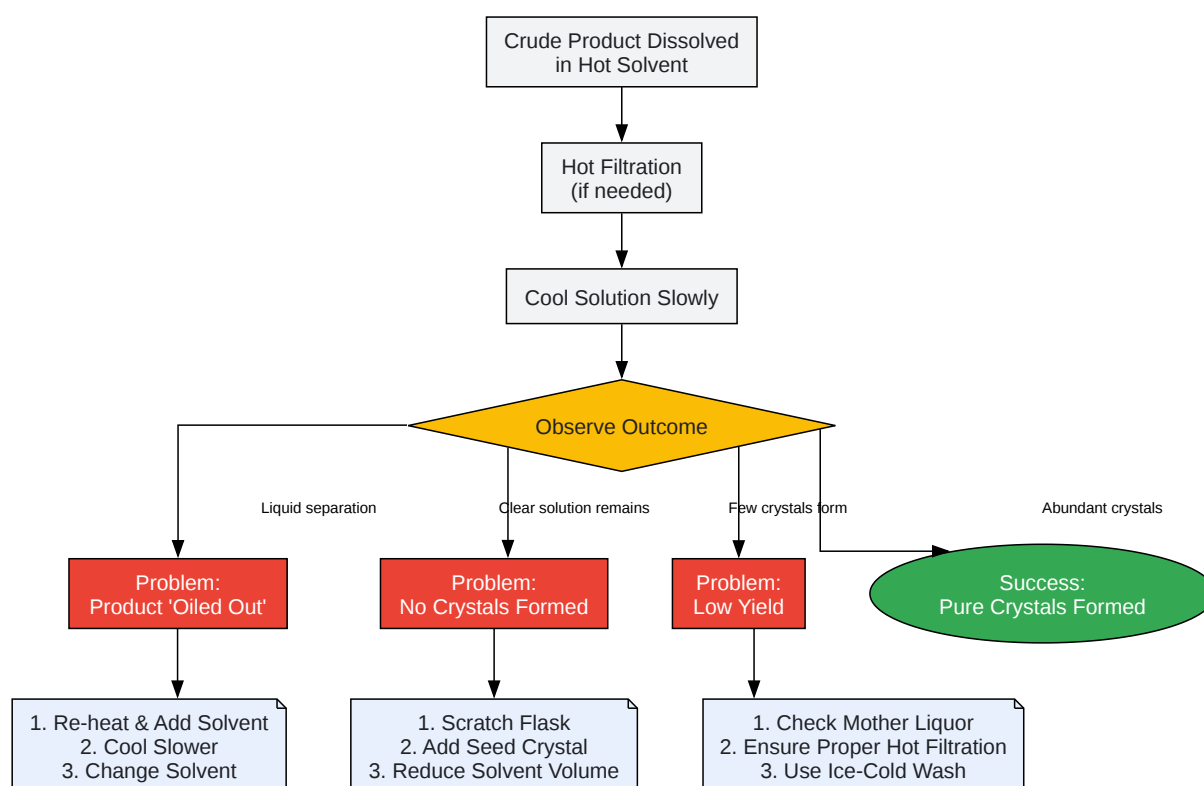 Crude Product Dissolved
in Hot Solvent
Hot Filtration
(if needed)
Cool Solution Slowly
Observe Outcome
Liquid separation
Clear solution remains
Few crystals form
Abundant crystals
Problem:
Product 'Oiled Out'
Problem:
No Crystals Formed
Problem:
Low Yield
Success:
Pure Crystals Formed
1. Re-heat & Add Solvent
2. Cool Slower
3. Change Solvent
1. Scratch Flask
2. Add Seed Crystal
3. Reduce Solvent Volume
1. Check Mother Liquor
2. Ensure Proper Hot Filtration
3. Use Ice-Cold Wash